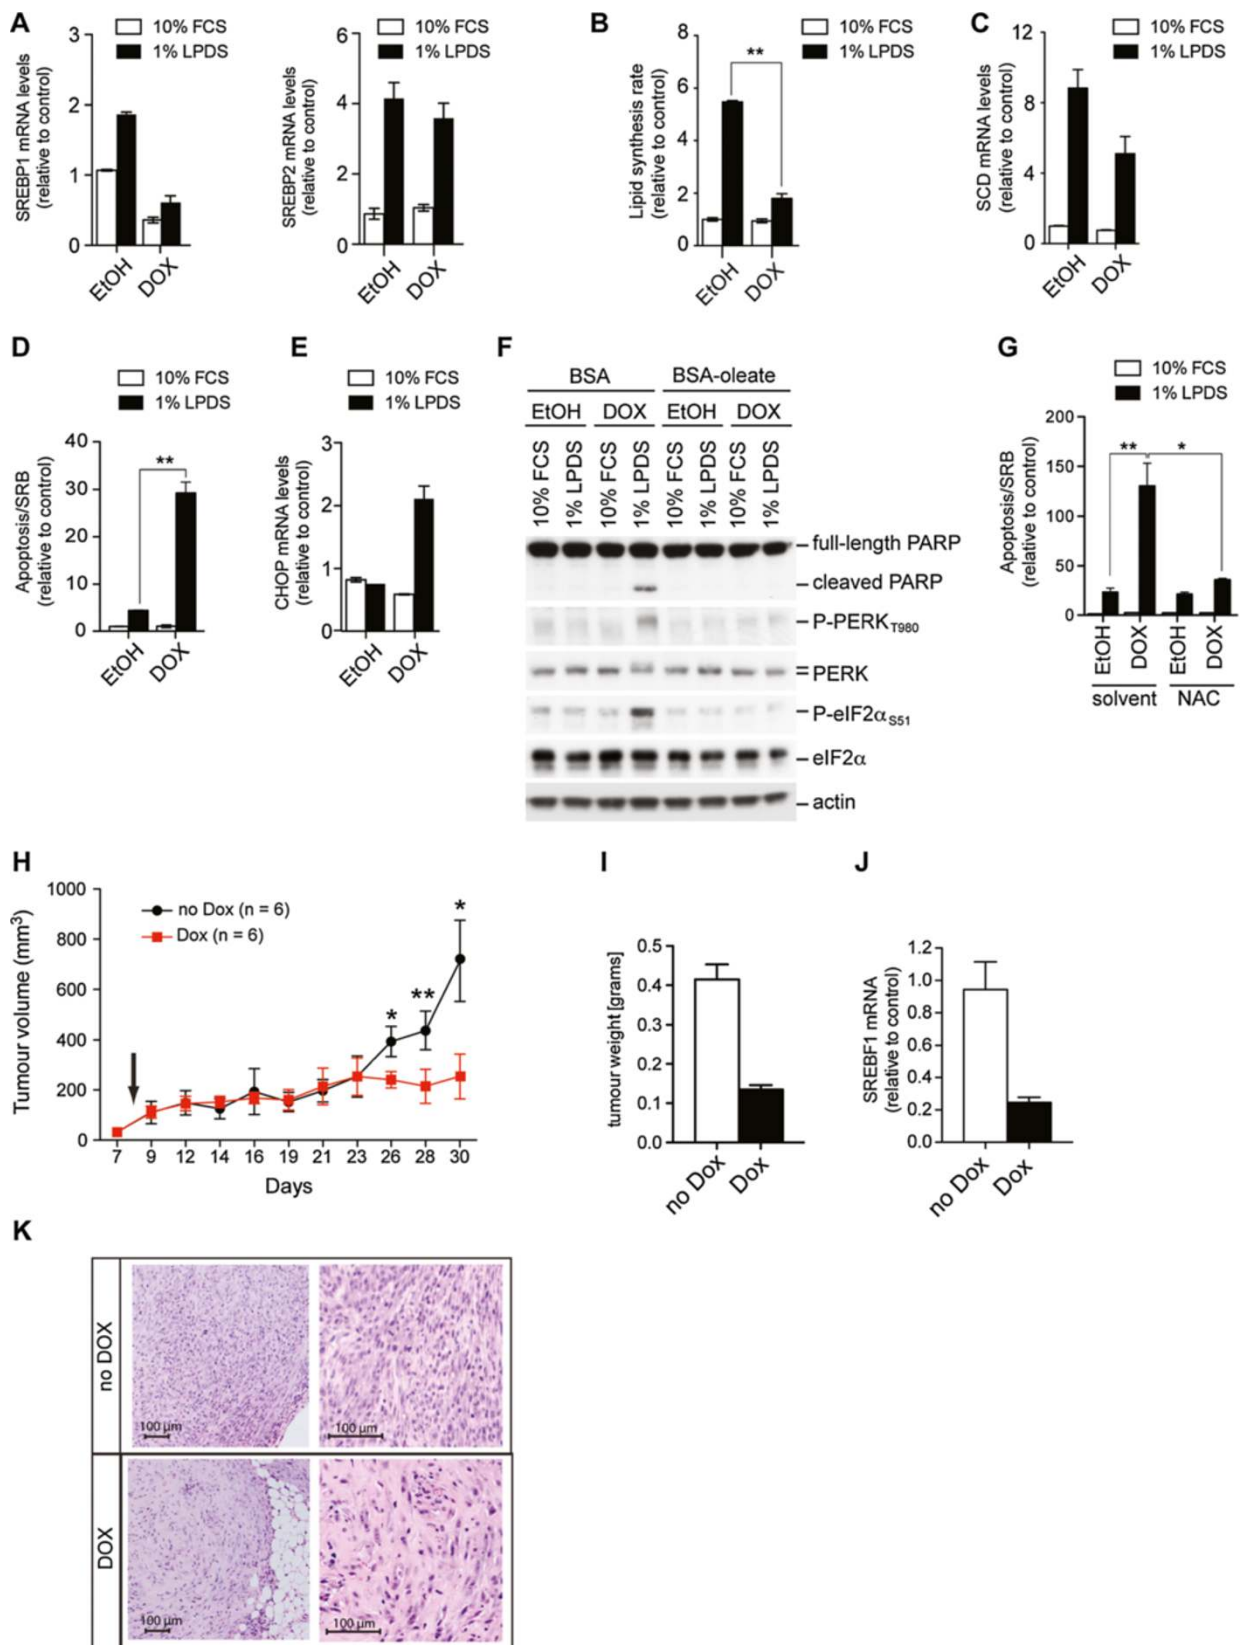 A
10% FCS
1% LPDS
SREBP1 mRNA levels
(relative to control)
3
2
1
0
EtOH
DOX
10% FCS
1% LPDS
SREBP2 mRNA levels
(relative to control)
6
4
2
0
EtOH
DOX
B
10% FCS
1% LPDS
Lipid synthesis rate
(relative to control)
8
6
4
2
0
**
EtOH
DOX
C
10% FCS
1% LPDS
SCD mRNA levels
(relative to control)
12
8
4
0
EtOH
DOX
D
10% FCS
1% LPDS
Apoptosis/SRB
(relative to control)
40
30
20
10
0
**
EtOH
DOX
E
10% FCS
1% LPDS
CHOP mRNA levels
(relative to control)
3
2
1
0
EtOH
DOX
F
BSA
BSA-oleate
EtOH
DOX
EtOH
DOX
10% FCS
1% LPDS
10% FCS
1% LPDS
10% FCS
1% LPDS
10% FCS
1% LPDS
full-length PARP
cleaved PARP
P-PERKT980
PERK
P-eIF2αS51
eIF2α
actin
G
10% FCS
1% LPDS
Apoptosis/SRB
(relative to control)
200
150
100
50
0
**
*
EtOH
DOX
EtOH
DOX
solvent
NAC
H
Tumour volume (mm3)
1000
800
600
400
200
0
no Dox (n = 6)
Dox (n = 6)
*
**
*
7 9 12 14 16 19 21 23 26 28 30
Days
I
tumour weight [grams]
0.5
0.4
0.3
0.2
0.1
0.0
no Dox
Dox
J
SREBF1 mRNA
(relative to control)
1.2
1.0
0.8
0.6
0.4
0.2
0.0
no Dox
Dox
K
no DOX
100 µm
100 µm
DOX
100 µm
100 µm